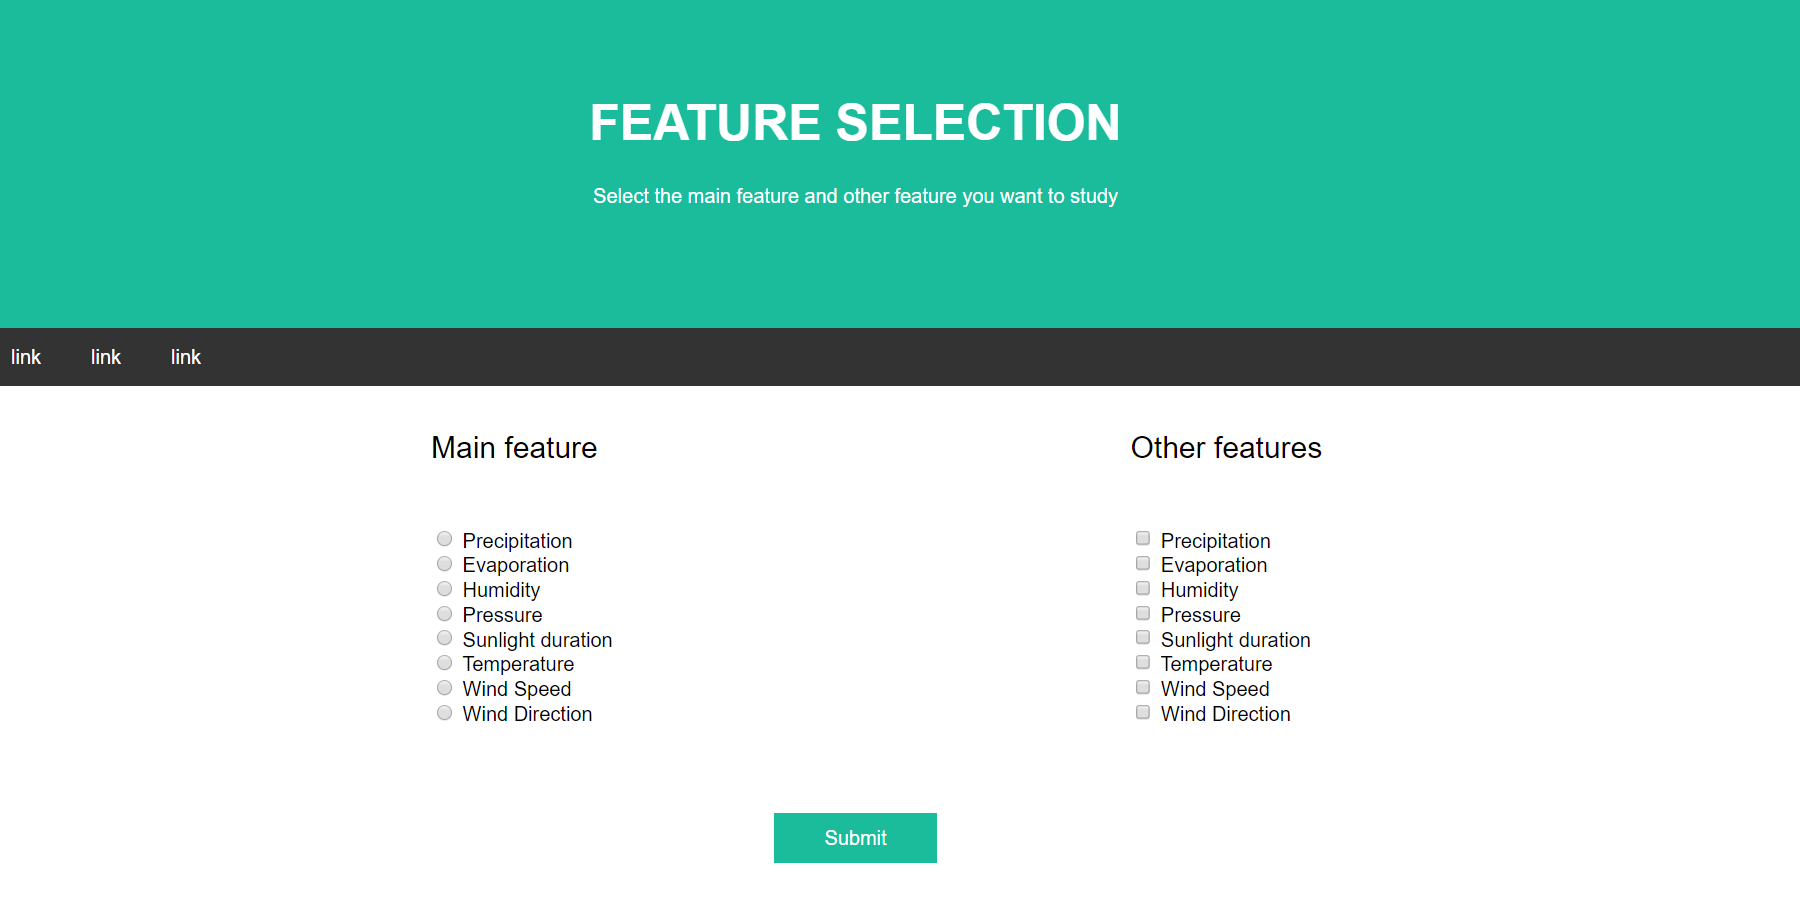 FEATURE SELECTION
Select the main feature and other feature you want to study
link link link
Main feature
Precipitation
Evaporation
Humidity
Pressure
Sunlight duration
Temperature
Wind Speed
Wind Direction
Other features
Precipitation
Evaporation
Humidity
Pressure
Sunlight duration
Temperature
Wind Speed
Wind Direction
Submit